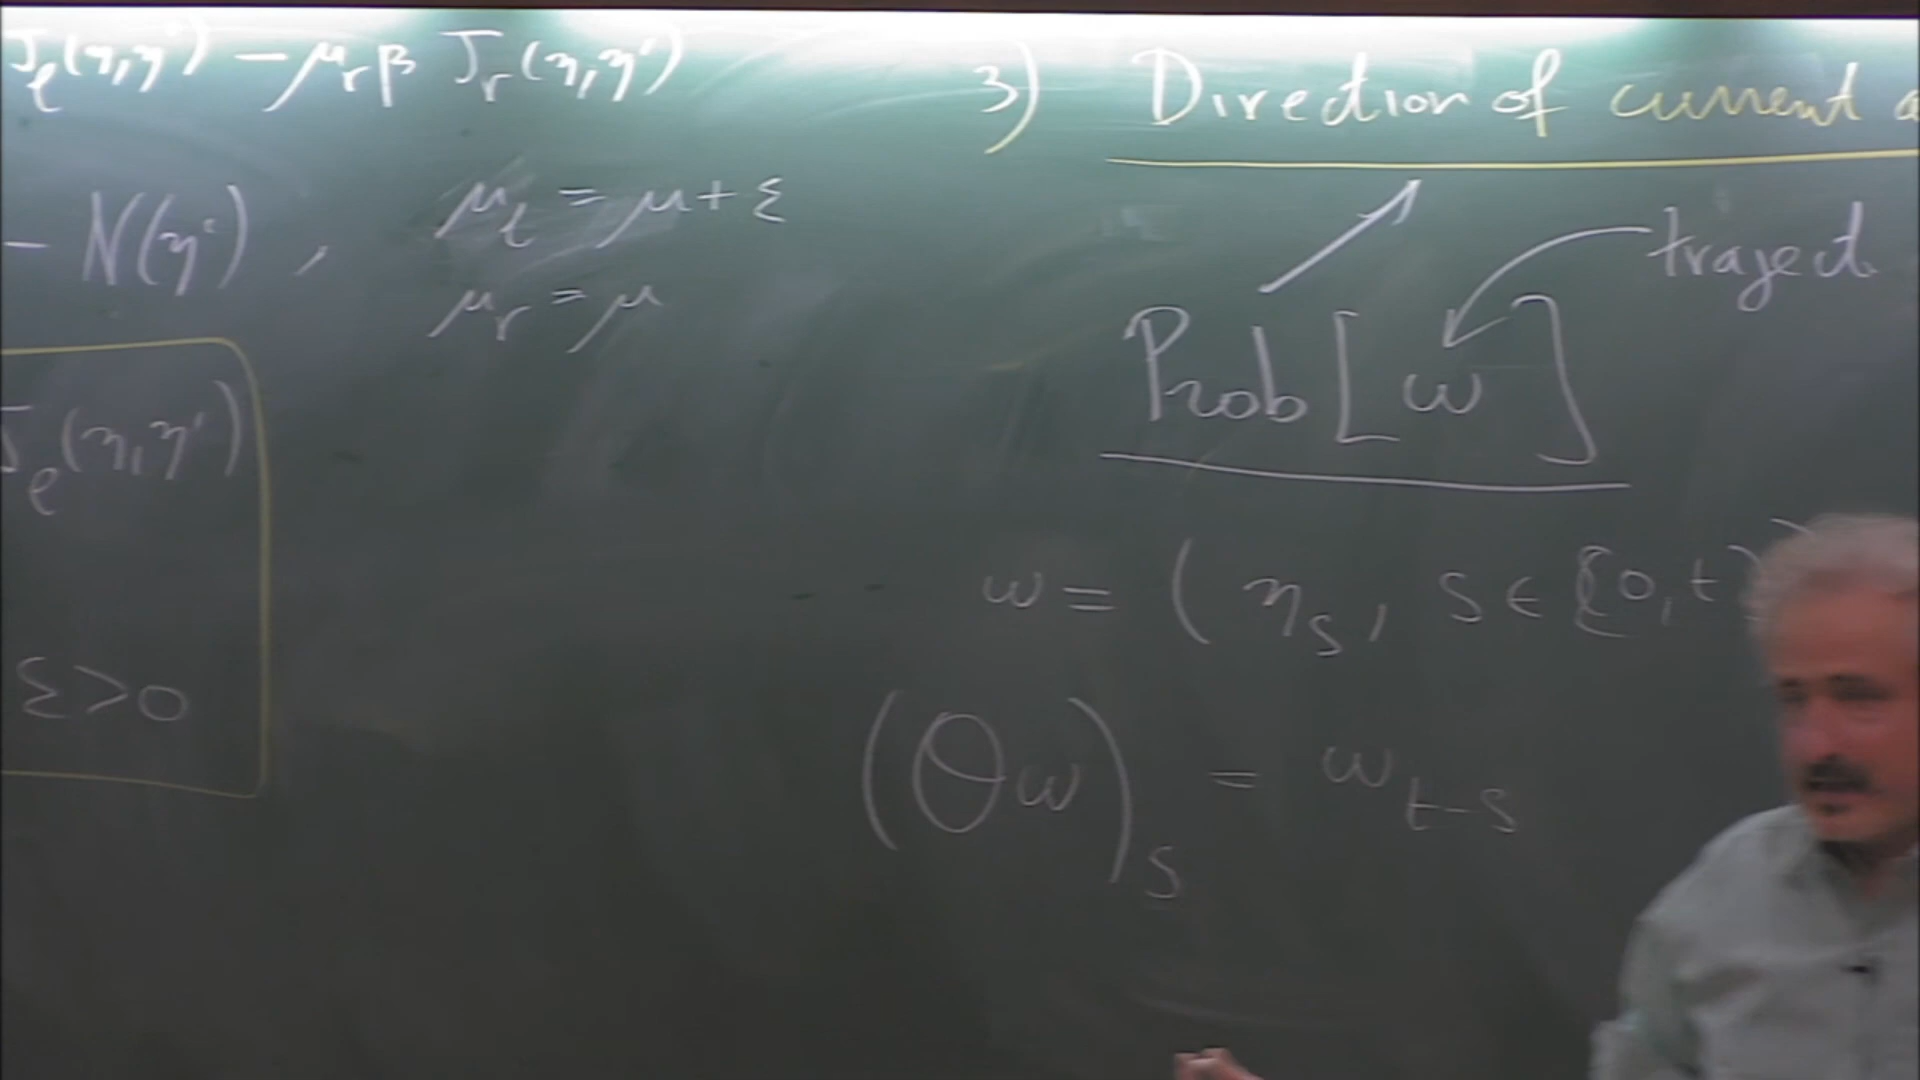 J_ℓ(η,η') − μ_r β J_r(η,η')
− N(η'), μ_ℓ = μ + ε
μ_r = μ
J_ℓ(η,η')
ε > 0
3) Direction of current
traject.
Prob [ω]
ω = (η_s, s ∈ [0,t])
(Θω)_s = ω_{t−s}